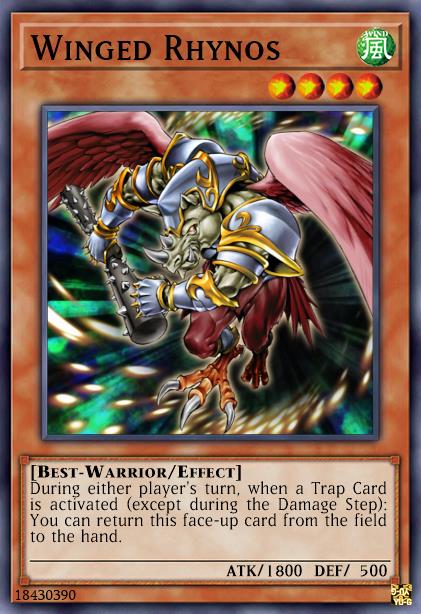 Winged Rhynos
WIND
風
[Best-Warrior/Effect]
During either player's turn, when a Trap Card
is activated (except during the Damage Step):
You can return this face-up card from the field
to the hand.
ATK/1800 DEF/ 500
18430390